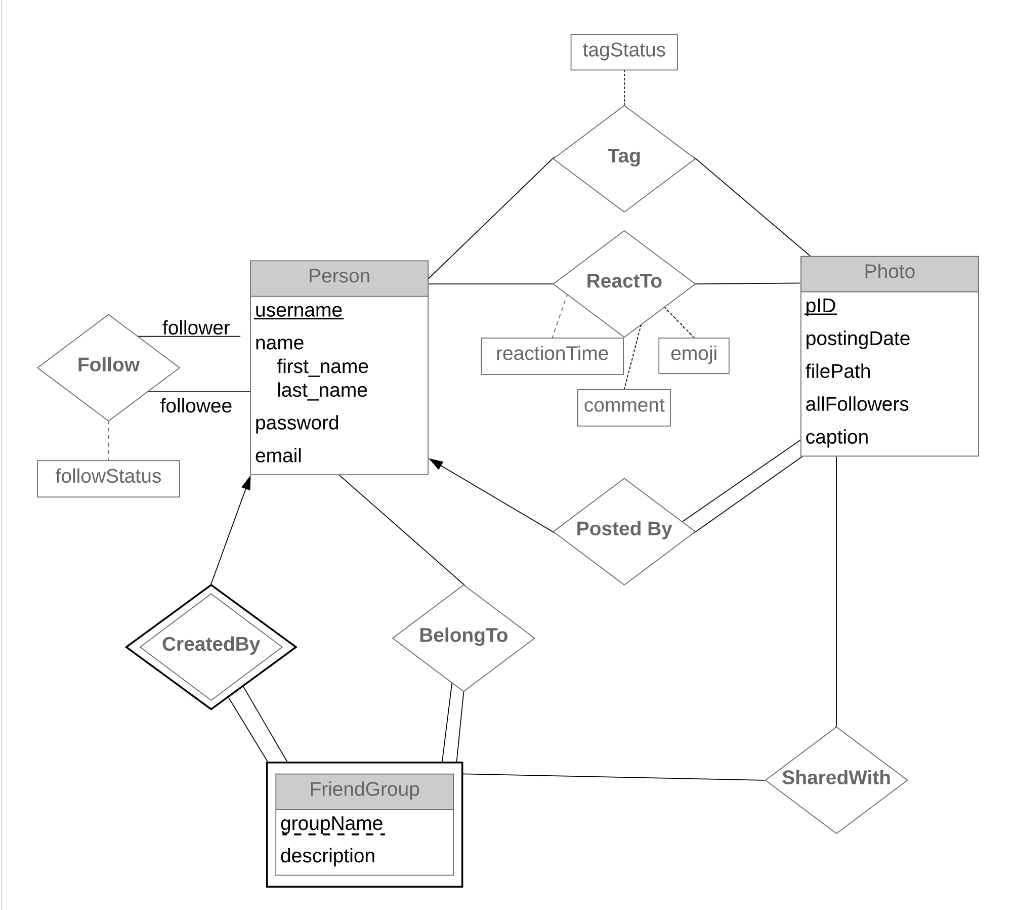 tagStatus
Tag
Person
username
name
first_name
last_name
password
email
ReactTo
reactionTime
emoji
comment
Photo
pID
postingDate
filePath
allFollowers
caption
follower
Follow
followee
followStatus
Posted By
CreatedBy
BelongTo
FriendGroup
groupName
description
SharedWith